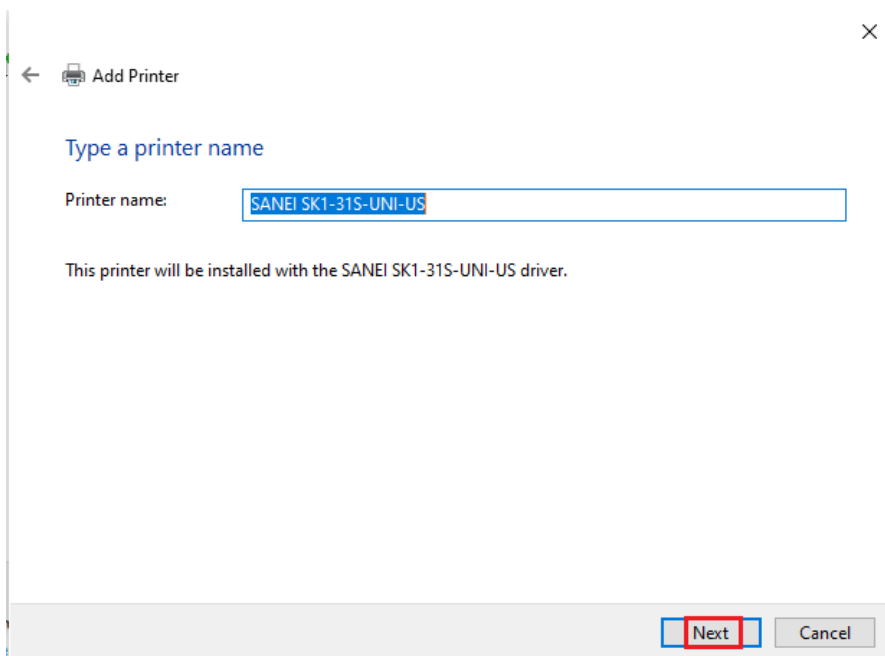 Add Printer
Type a printer name
Printer name: SANEI SK1-31S-UNI-US
This printer will be installed with the SANEI SK1-31S-UNI-US driver.
Next Cancel